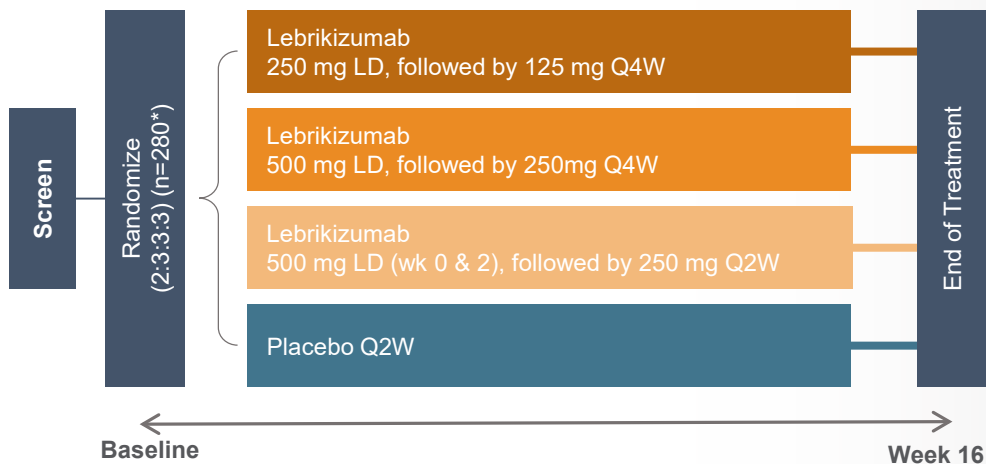 Screen
Randomize
(2:3:3:3) (n=280*)
Lebrikizumab
250 mg LD, followed by 125 mg Q4W
Lebrikizumab
500 mg LD, followed by 250mg Q4W
Lebrikizumab
500 mg LD (wk 0 & 2), followed by 250 mg Q2W
Placebo Q2W
End of Treatment
Baseline
Week 16